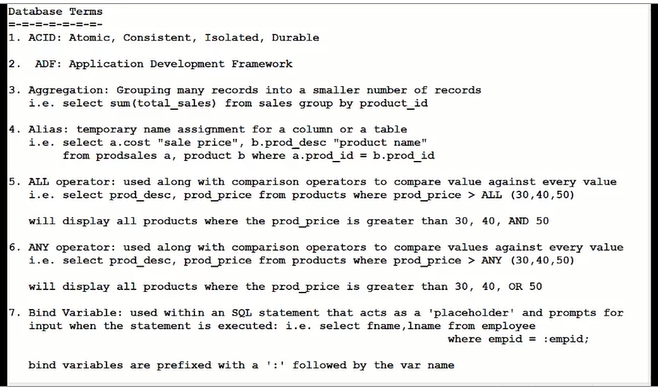 Database Terms
=-=-=-=-=-=-=-
1. ACID: Atomic, Consistent, Isolated, Durable
2. ADF: Application Development Framework
3. Aggregation: Grouping many records into a smaller number of records
i.e. select sum(total_sales) from sales group by product_id
4. Alias: temporary name assignment for a column or a table
i.e. select a.cost "sale price", b.prod_desc "product name"
from prodsales a, product b where a.prod_id = b.prod_id
5. ALL operator: used along with comparison operators to compare value against every value
i.e. select prod_desc, prod_price from products where prod_price > ALL (30,40,50)
will display all products where the prod_price is greater than 30, 40, AND 50
6. ANY operator: used along with comparison operators to compare values against every value
i.e. select prod_desc, prod_price from products where prod_price > ANY (30,40,50)
will display all products where the prod_price is greater than 30, 40, OR 50
7. Bind Variable: used within an SQL statement that acts as a 'placeholder' and prompts for
input when the statement is executed: i.e. select fname,lname from employee
where empid = :empid;
bind variables are prefixed with a ':' followed by the var name